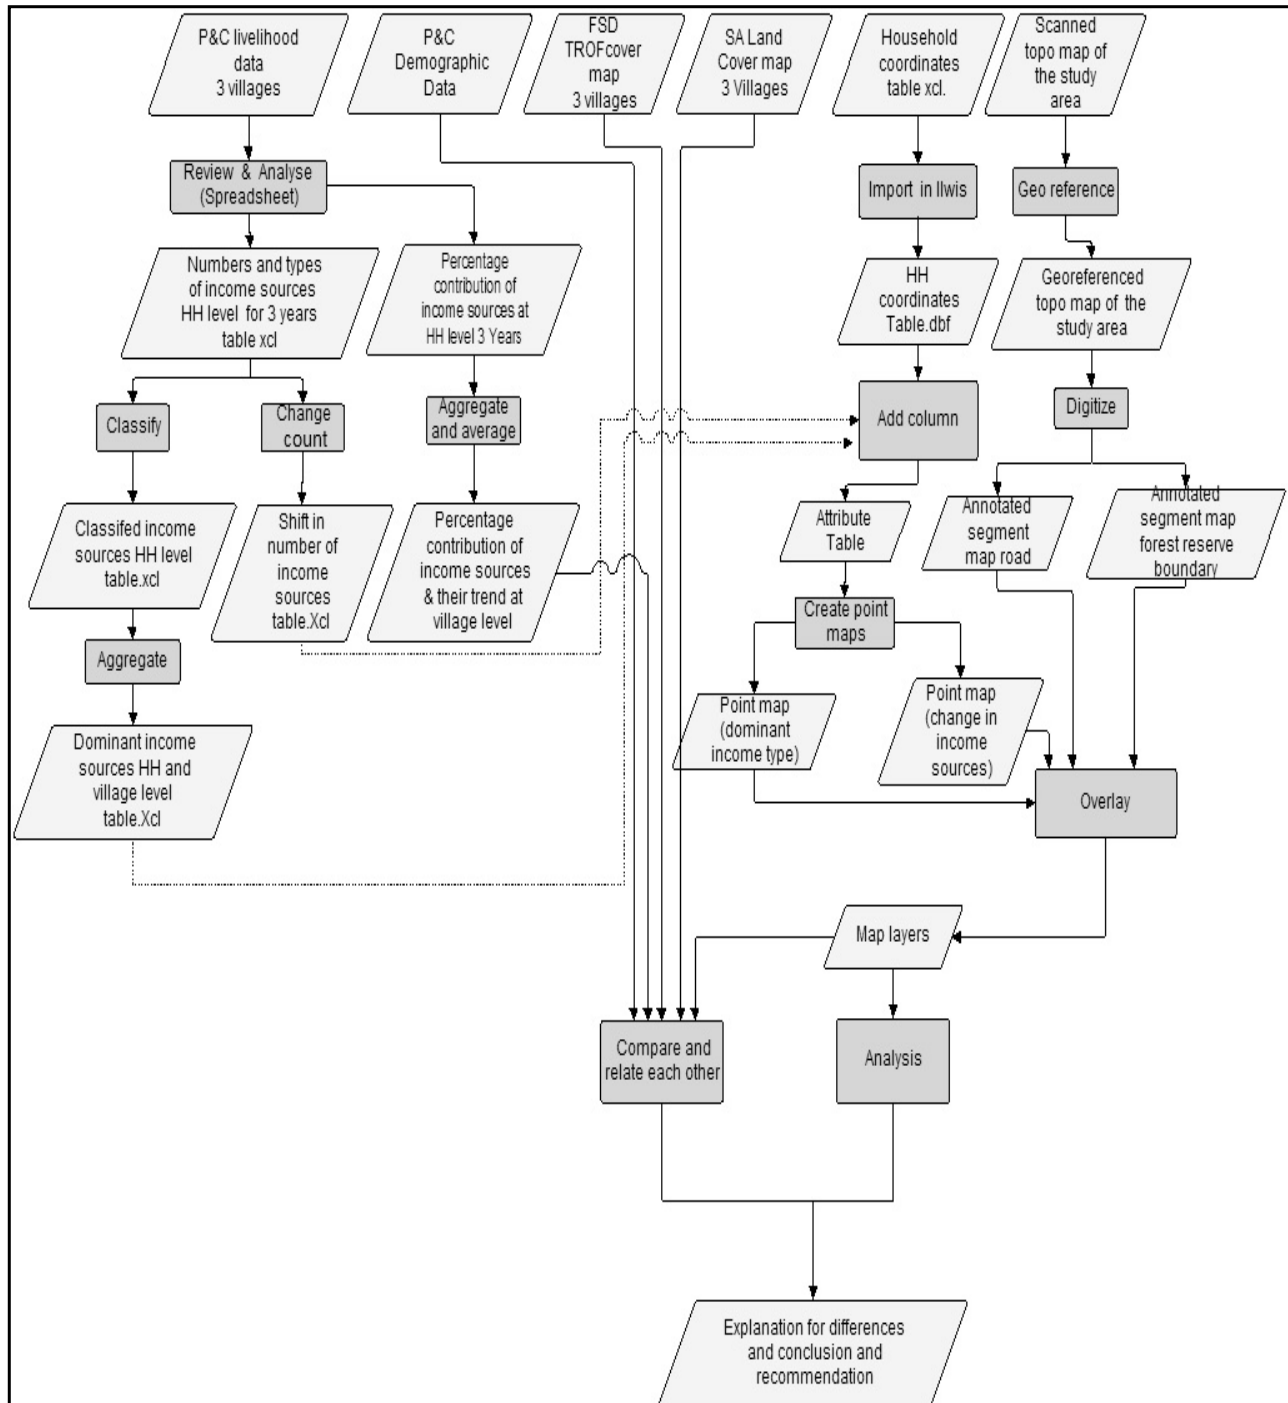 P&C livelihood
data
3 villages
P&C
Demographic
Data
FSD
TROFcover
map
3 villages
SA Land
Cover map
3 Villages
Household
coordinates
table xcl.
Scanned
topo map of
the study
area
Review & Analyse
(Spreadsheet)
Import in Ilwis
Geo reference
Numbers and types
of income sources
HH level for 3 years
table xcl
Percentage
contribution of
income sources at
HH level 3 Years
HH
coordinates
Table.dbf
Georeferenced
topo map of the
the study area
Classify
Change
count
Aggregate
and average
Add column
Digitize
Classifed income
sources HH level
table.xcl
Shift in
number of
income
sources
table.Xcl
Percentage
contribution of
income sources
& their trend at
village level
Attribute
Table
Annotated
segment
map road
Annotated
segment map
forest reserve
boundary
Create point
maps
Aggregate
Dominant income
sources HH and
village level
table.Xcl
Point map
(dominant
income type)
Point map
(change in
income
sources)
Overlay
Map layers
Compare and
relate each other
Analysis
Explanation for differences
and conclusion and
recommendation